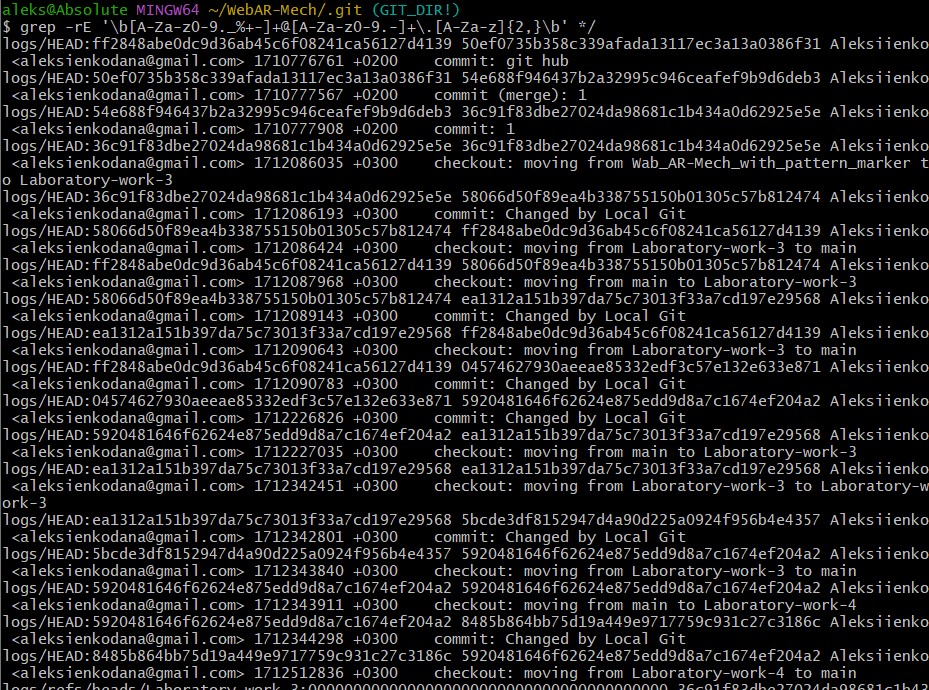 aleks@Absolute MINGW64 ~/WebAR-Mech/.git (GIT_DIR!)
$ grep -rE '\b[A-Za-z0-9._%+-]+@[A-Za-z0-9.-]+\.[A-Za-z]{2,}\b' */
logs/HEAD:ff2848abe0dc9d36ab45c6f08241ca56127d4139 50ef0735b358c339afada13117ec3a13a0386f31 Aleksiienko
<aleksienkodana@gmail.com> 1710776761 +0200    commit: git hub
logs/HEAD:50ef0735b358c339afada13117ec3a13a0386f31 54e688f946437b2a32995c946ceafef9b9d6deb3 Aleksiienko
<aleksienkodana@gmail.com> 1710777567 +0200    commit (merge): 1
logs/HEAD:54e688f946437b2a32995c946ceafef9b9d6deb3 36c91f83dbe27024da98681c1b434a0d62925e5e Aleksiienko
<aleksienkodana@gmail.com> 1710777908 +0200    commit: 1
logs/HEAD:36c91f83dbe27024da98681c1b434a0d62925e5e 36c91f83dbe27024da98681c1b434a0d62925e5e Aleksiienko
<aleksienkodana@gmail.com> 1712086035 +0300    checkout: moving from Wab_AR-Mech_with_pattern_marker t
o Laboratory-work-3
logs/HEAD:36c91f83dbe27024da98681c1b434a0d62925e5e 58066d50f89ea4b338755150b01305c57b812474 Aleksiienko
<aleksienkodana@gmail.com> 1712086193 +0300    commit: Changed by Local Git
logs/HEAD:58066d50f89ea4b338755150b01305c57b812474 ff2848abe0dc9d36ab45c6f08241ca56127d4139 Aleksiienko
<aleksienkodana@gmail.com> 1712086424 +0300    checkout: moving from Laboratory-work-3 to main
logs/HEAD:ff2848abe0dc9d36ab45c6f08241ca56127d4139 58066d50f89ea4b338755150b01305c57b812474 Aleksiienko
<aleksienkodana@gmail.com> 1712087968 +0300    checkout: moving from main to Laboratory-work-3
logs/HEAD:58066d50f89ea4b338755150b01305c57b812474 ea1312a151b397da75c73013f33a7cd197e29568 Aleksiienko
<aleksienkodana@gmail.com> 1712089143 +0300    commit: Changed by Local Git
logs/HEAD:ea1312a151b397da75c73013f33a7cd197e29568 ff2848abe0dc9d36ab45c6f08241ca56127d4139 Aleksiienko
<aleksienkodana@gmail.com> 1712090643 +0300    checkout: moving from Laboratory-work-3 to main
logs/HEAD:ff2848abe0dc9d36ab45c6f08241ca56127d4139 04574627930aeeae85332edf3c57e132e633e871 Aleksiienko
<aleksienkodana@gmail.com> 1712090783 +0300    commit: Changed by Local Git
logs/HEAD:04574627930aeeae85332edf3c57e132e633e871 5920481646f62624e875edd9d8a7c1674ef204a2 Aleksiienko
<aleksienkodana@gmail.com> 1712226826 +0300    commit: Changed by Local Git
logs/HEAD:5920481646f62624e875edd9d8a7c1674ef204a2 ea1312a151b397da75c73013f33a7cd197e29568 Aleksiienko
<aleksienkodana@gmail.com> 1712227035 +0300    checkout: moving from main to Laboratory-work-3
logs/HEAD:ea1312a151b397da75c73013f33a7cd197e29568 ea1312a151b397da75c73013f33a7cd197e29568 Aleksiienko
<aleksienkodana@gmail.com> 1712342451 +0300    checkout: moving from Laboratory-work-3 to Laboratory-w
ork-3
logs/HEAD:ea1312a151b397da75c73013f33a7cd197e29568 5bcde3df8152947d4a90d225a0924f956b4e4357 Aleksiienko
<aleksienkodana@gmail.com> 1712342801 +0300    commit: Changed by Local Git
logs/HEAD:5bcde3df8152947d4a90d225a0924f956b4e4357 5920481646f62624e875edd9d8a7c1674ef204a2 Aleksiienko
<aleksienkodana@gmail.com> 1712343840 +0300    checkout: moving from Laboratory-work-3 to main
logs/HEAD:5920481646f62624e875edd9d8a7c1674ef204a2 5920481646f62624e875edd9d8a7c1674ef204a2 Aleksiienko
<aleksienkodana@gmail.com> 1712343911 +0300    checkout: moving from main to Laboratory-work-4
logs/HEAD:5920481646f62624e875edd9d8a7c1674ef204a2 8485b864bb75d19a449e9717759c931c27c3186c Aleksiienko
<aleksienkodana@gmail.com> 1712344298 +0300    commit: Changed by Local Git
logs/HEAD:8485b864bb75d19a449e9717759c931c27c3186c 5920481646f62624e875edd9d8a7c1674ef204a2 Aleksiienko
<aleksienkodana@gmail.com> 1712512836 +0300    checkout: moving from Laboratory-work-4 to main